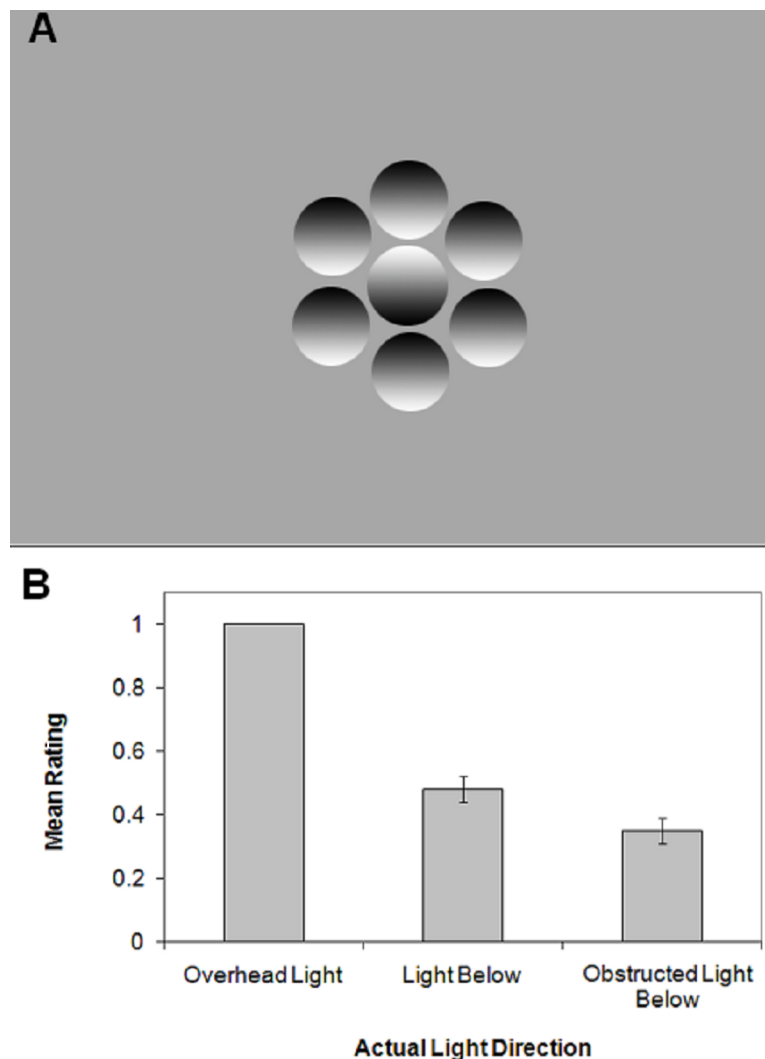 A
B
1
0.8
0.6
0.4
0.2
0
Mean Rating
Overhead Light
Light Below
Obstructed Light
Below
Actual Light Direction